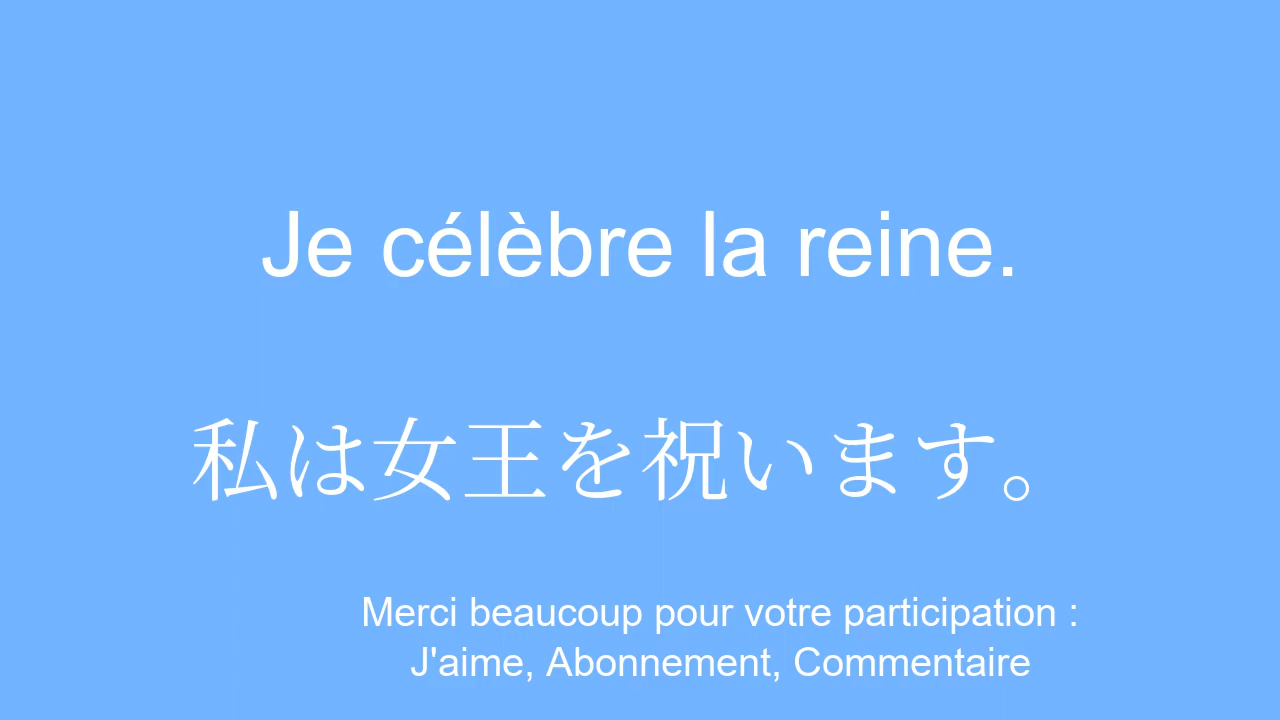 Je célèbre la reine.
私は女王を祝います。
Merci beaucoup pour votre participation :
J'aime, Abonnement, Commentaire